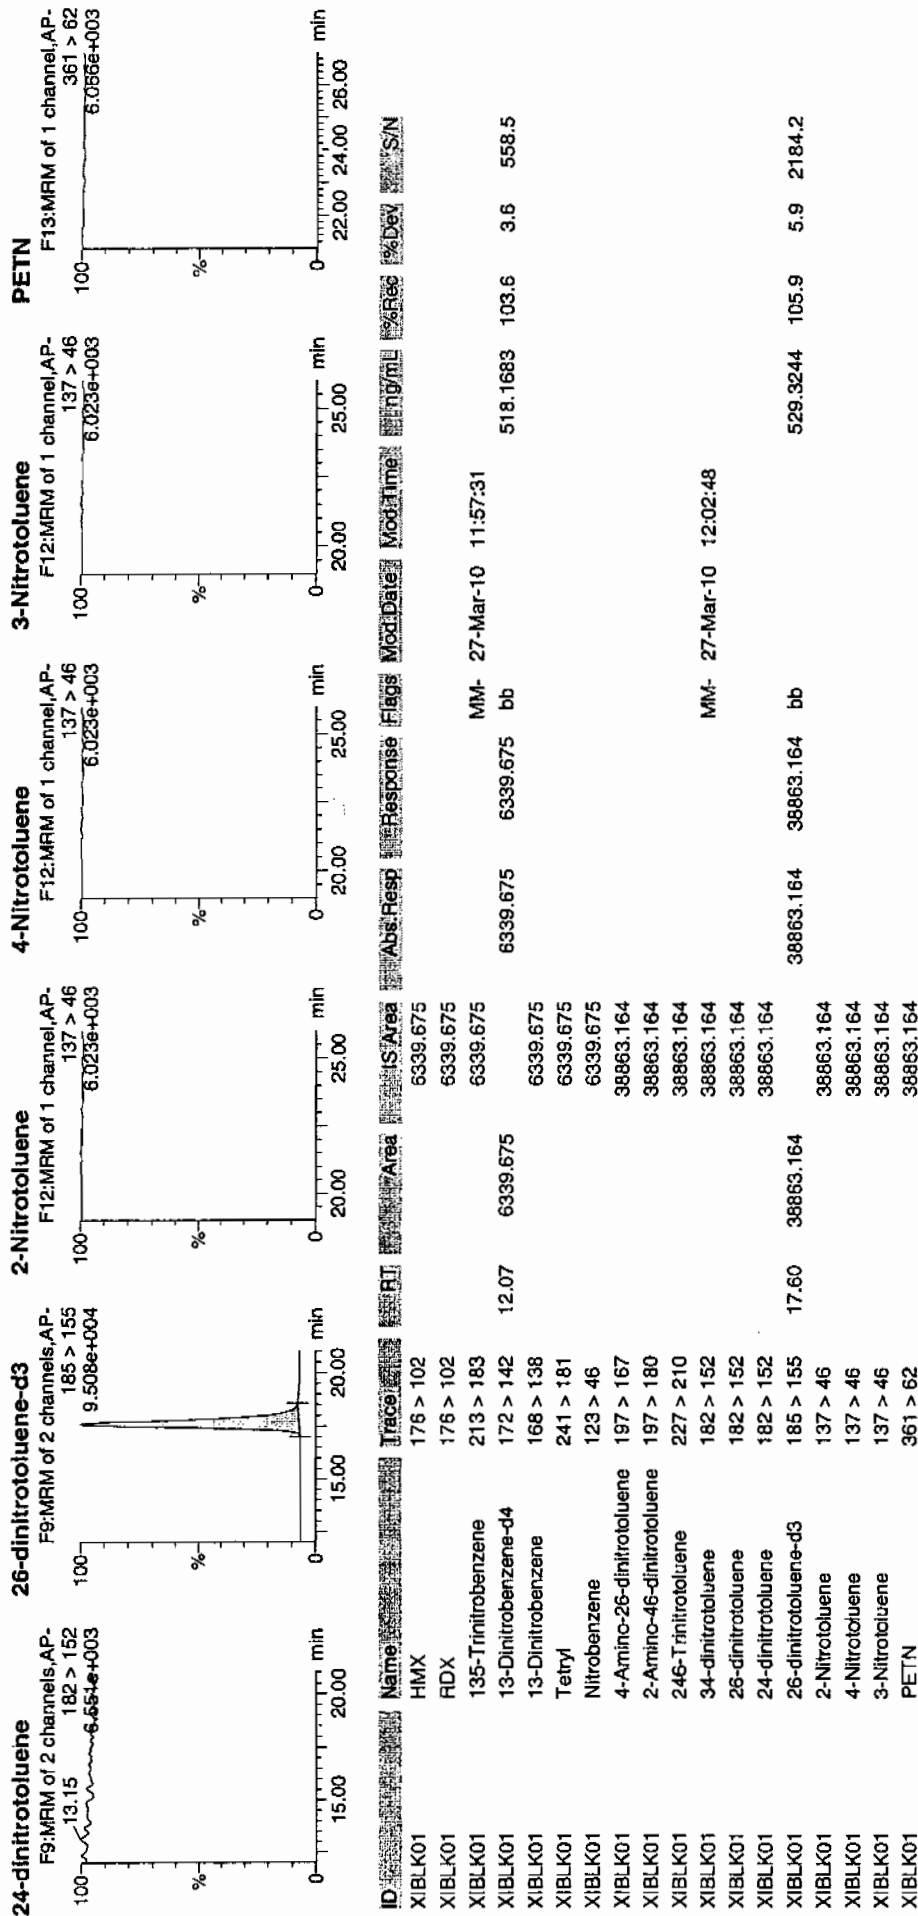 24-dinitrotoluene
F9:MRM of 2 channels,AP-
182 > 152
6.551e+003
13.15
100
%
0
15.00 20.00 min
26-dinitrotoluene-d3
F9:MRM of 2 channels,AP-
185 > 155
9.508e+004
100
%
0
15.00 20.00 min
2-Nitrotoluene
F12:MRM of 1 channel,AP-
137 > 46
6.023e+003
100
%
0
20.00 25.00 min
4-Nitrotoluene
F12:MRM of 1 channel,AP-
137 > 46
6.023e+003
100
%
0
20.00 25.00 min
3-Nitrotoluene
F12:MRM of 1 channel,AP-
137 > 46
6.023e+003
100
%
0
20.00 25.00 min
PETN
F13:MRM of 1 channel,AP-
361 > 62
6.066e+003
100
%
0
22.00 24.00 26.00 min
ID Name Trace RT Area IS Area Abs.Resp Response Flags Mod.Date Mod.Time ng/mL %Rec %Dev S/N
XIBLK01 HMX 176 > 102 6339.675
XIBLK01 RDX 176 > 102 6339.675
XIBLK01 135-Trinitrobenzene 213 > 183 6339.675 MM- 27-Mar-10 11:57:31
XIBLK01 13-Dinitrobenzene-d4 172 > 142 12.07 6339.675 6339.675 6339.675 bb 518.1683 103.6 3.6 558.5
XIBLK01 13-Dinitrobenzene 168 > 138 6339.675
XIBLK01 Tetryl 241 > 181 6339.675
XIBLK01 Nitrobenzene 123 > 46 6339.675
XIBLK01 4-Amino-26-dinitrotoluene 197 > 167 38863.164
XIBLK01 2-Amino-46-dinitrotoluene 197 > 180 38863.164
XIBLK01 246-Trinitrotoluene 227 > 210 38863.164
XIBLK01 34-dinitrotoluene 182 > 152 38863.164 MM- 27-Mar-10 12:02:48
XIBLK01 26-dinitrotoluene 182 > 152 38863.164
XIBLK01 24-dinitrotoluene 182 > 152 38863.164
XIBLK01 26-dinitrotoluene-d3 185 > 155 17.60 38863.164 38863.164 38863.164 bb 529.3244 105.9 5.9 2184.2
XIBLK01 2-Nitrotoluene 137 > 46 38863.164
XIBLK01 4-Nitrotoluene 137 > 46 38863.164
XIBLK01 3-Nitrotoluene 137 > 46 38863.164
XIBLK01 PETN 361 > 62 38863.164